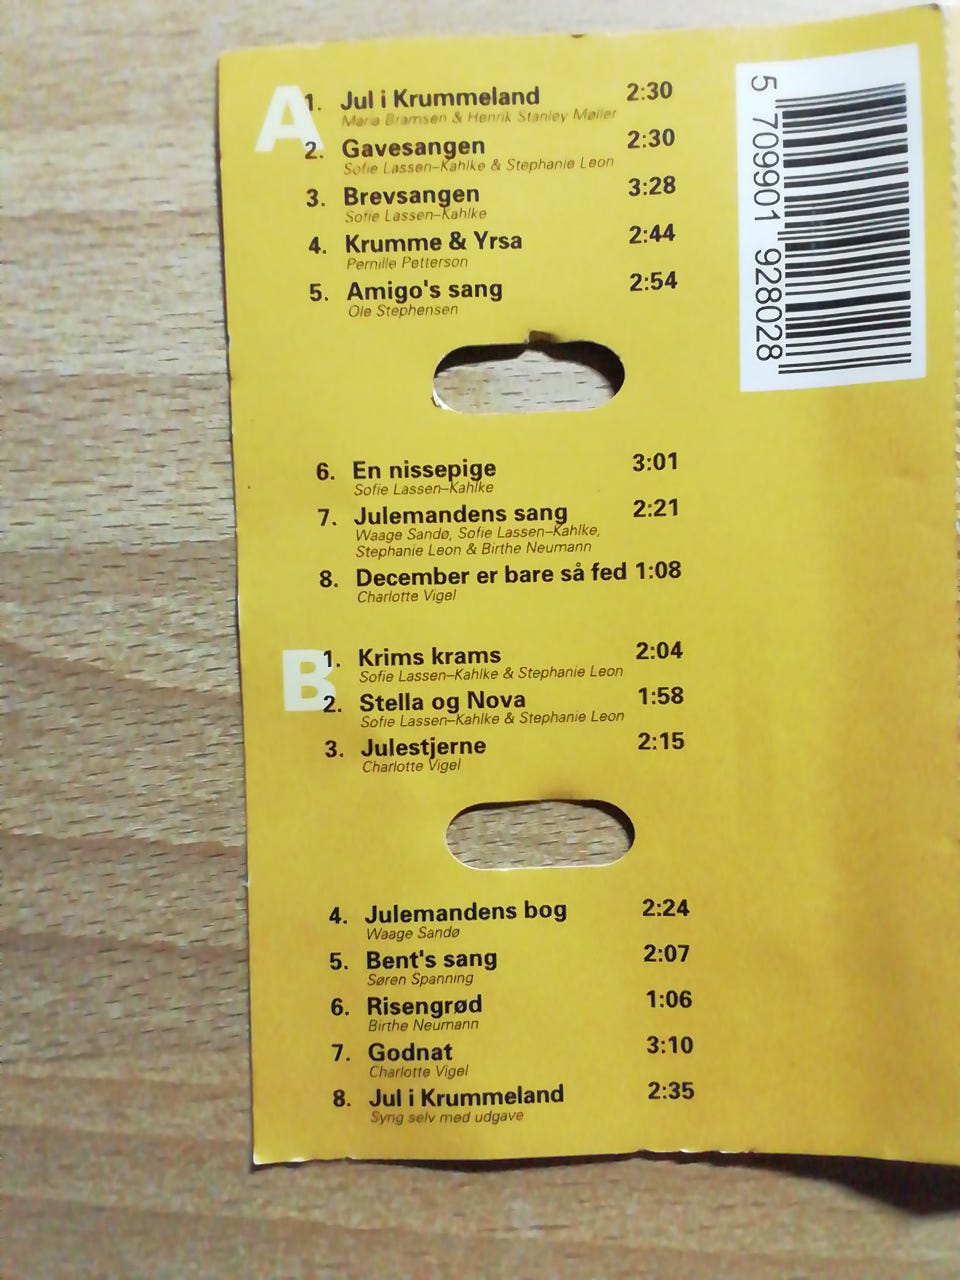 A
1. Jul i Krummeland 2:30
Maria Bramsen & Henrik Stanley Møller
2. Gavesangen 2:30
Sofie Lassen-Kahlke & Stephanie Leon
3. Brevsangen 3:28
Sofie Lassen-Kahlke
4. Krumme & Yrsa 2:44
Pernille Petterson
5. Amigo's sang 2:54
Ole Stephensen
6. En nissepige 3:01
Sofie Lassen-Kahlke
7. Julemandens sang 2:21
Waage Sandø, Sofie Lassen-Kahlke,
Stephanie Leon & Birthe Neumann
8. December er bare så fed 1:08
Charlotte Vigel
B
1. Krims krams 2:04
Sofie Lassen-Kahlke & Stephanie Leon
2. Stella og Nova 1:58
Sofie Lassen-Kahlke & Stephanie Leon
3. Julestjerne 2:15
Charlotte Vigel
4. Julemandens bog 2:24
Waage Sandø
5. Bent's sang 2:07
Søren Spanning
6. Risengrød 1:06
Birthe Neumann
7. Godnat 3:10
Charlotte Vigel
8. Jul i Krummeland 2:35
Syng selv med udgave
5 709901 928028